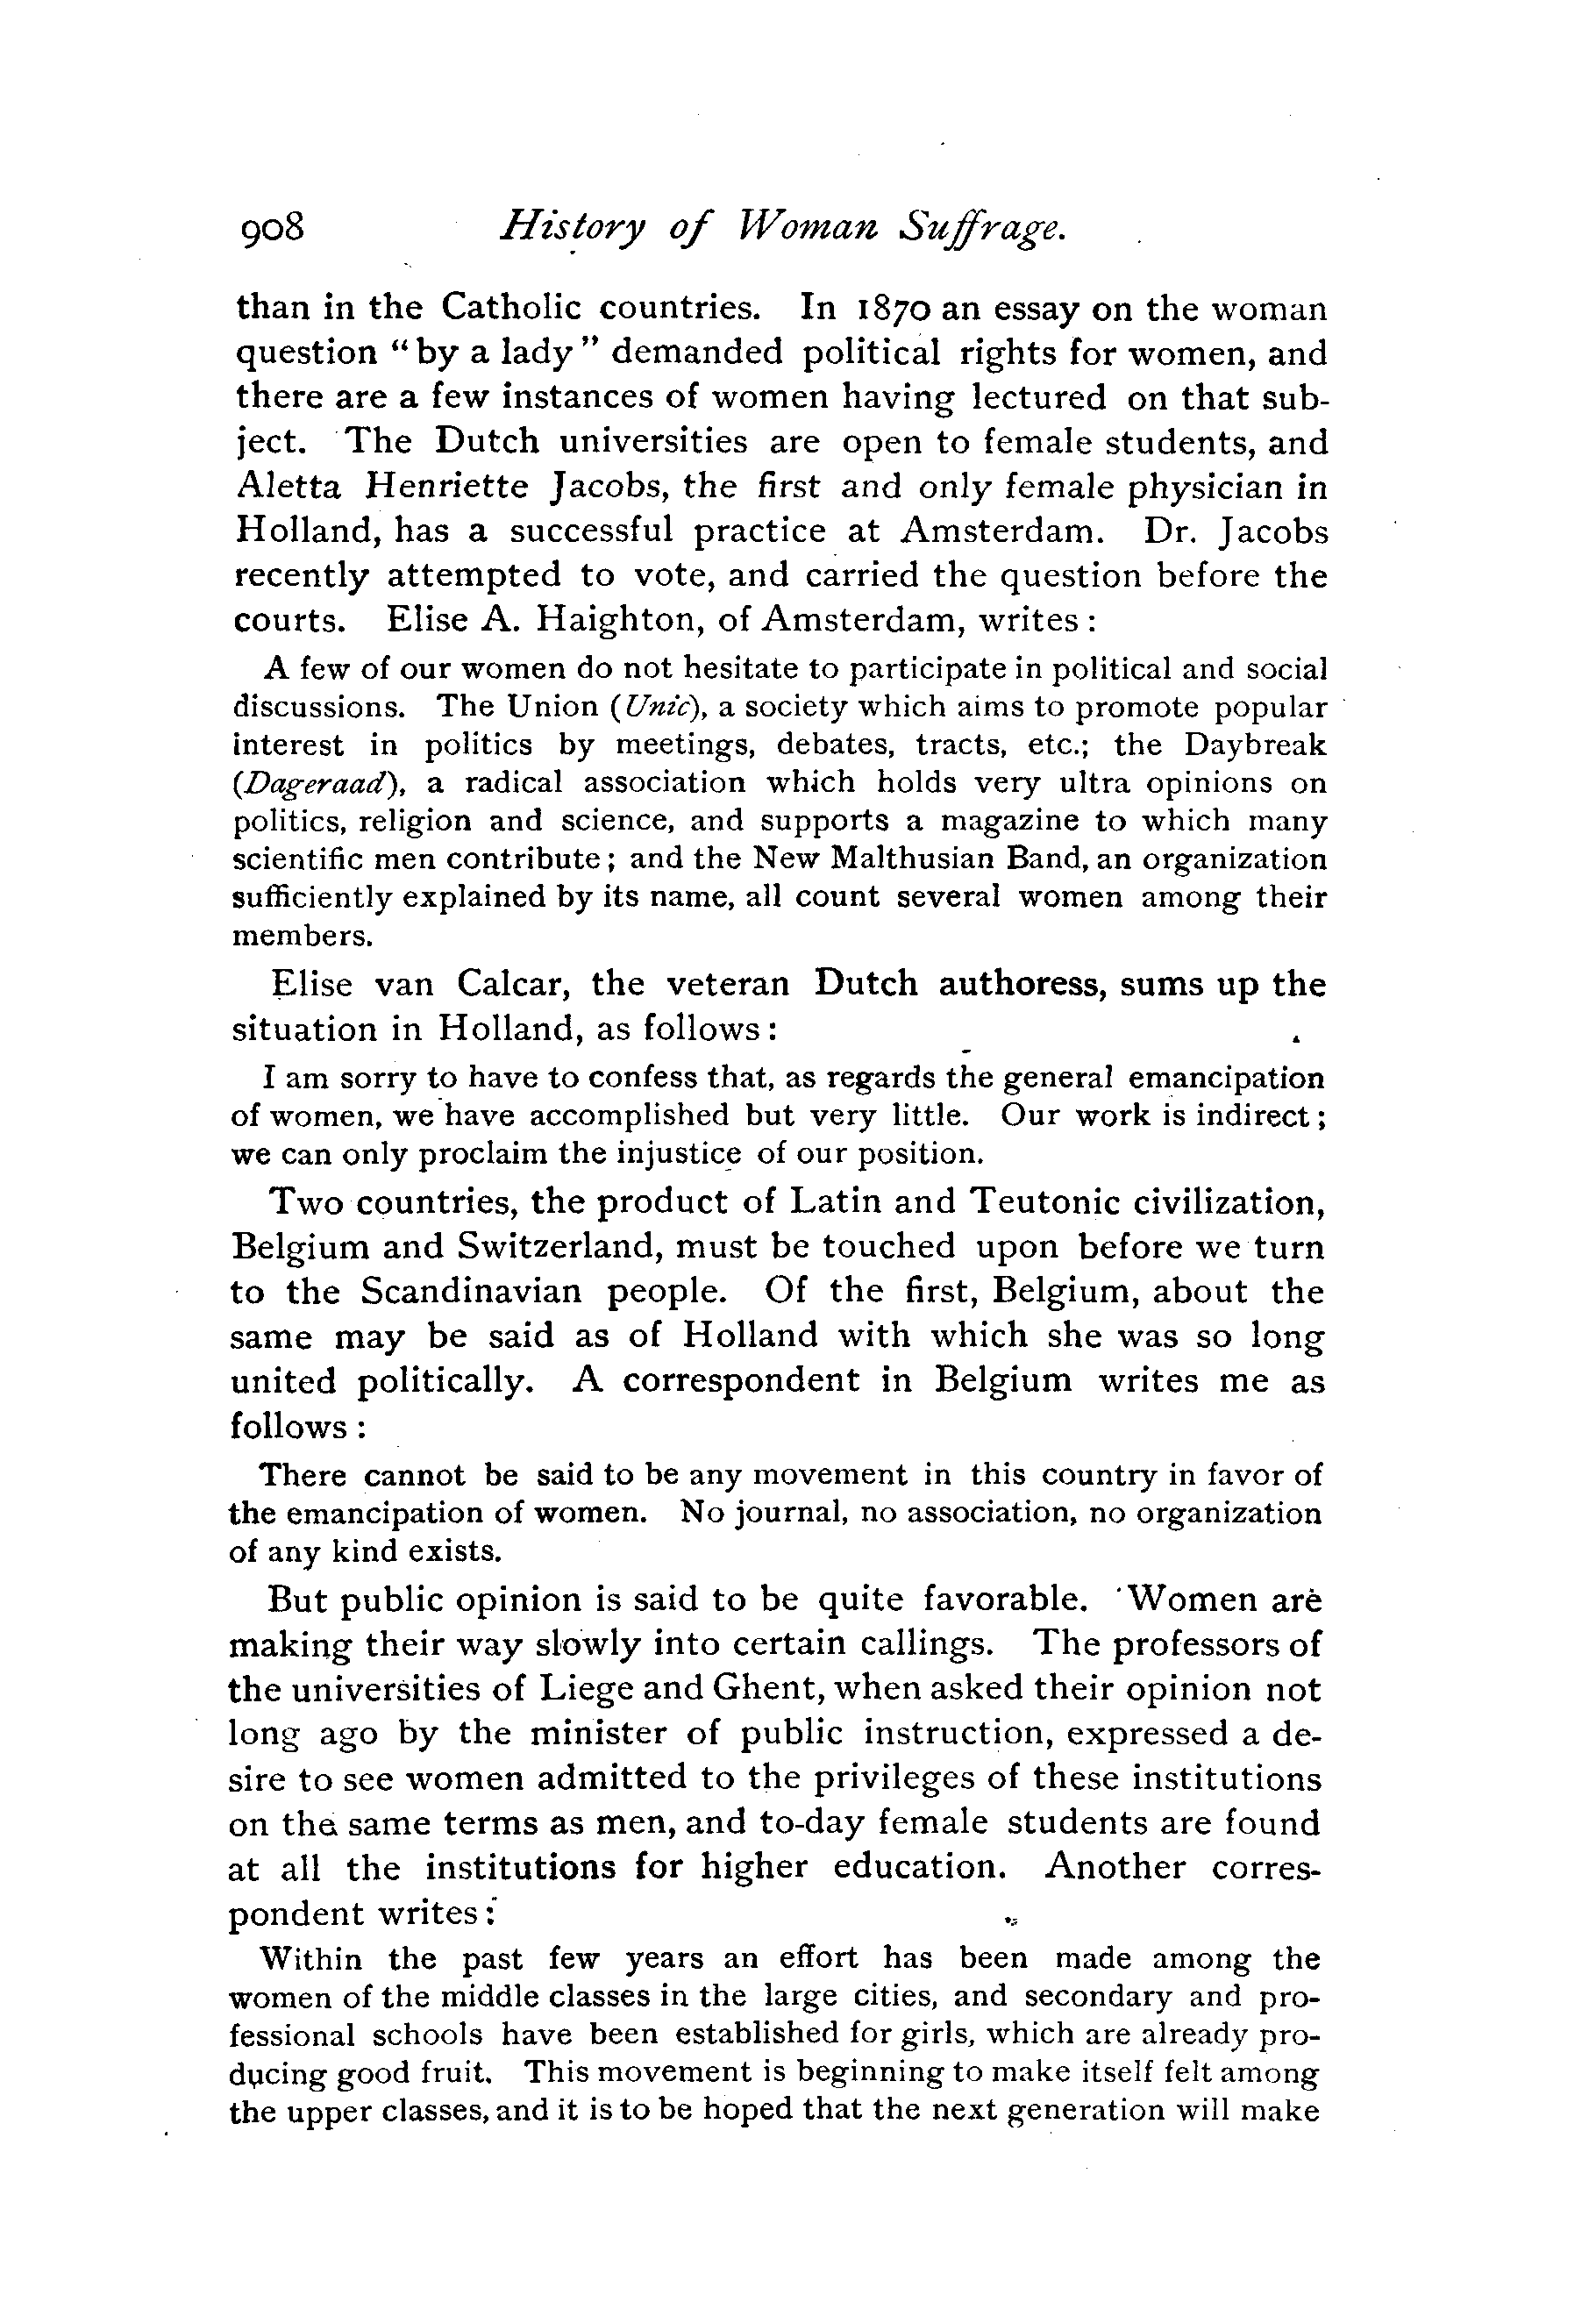 908 History of Woman Suffrage.
than in the Catholic countries. In 1870 an essay on the woman
question "by a lady" demanded political rights for women, and
there are a few instances of women having lectured on that sub-
ject. The Dutch universities are open to female students, and
Aletta Henriette Jacobs, the first and only female physician in
Holland, has a successful practice at Amsterdam. Dr. Jacobs
recently attempted to vote, and carried the question before the
courts. Elise A. Haighton, of Amsterdam, writes:
A few of our women do not hesitate to participate in political and social
discussions. The Union (Unic), a society which aims to promote popular
interest in politics by meetings, debates, tracts, etc.; the Daybreak
(Dageraad), a radical association which holds very ultra opinions on
politics, religion and science, and supports a magazine to which many
scientific men contribute; and the New Malthusian Band, an organization
sufficiently explained by its name, all count several women among their
members.
Elise van Calcar, the veteran Dutch authoress, sums up the
situation in Holland, as follows:
I am sorry to have to confess that, as regards the general emancipation
of women, we have accomplished but very little. Our work is indirect;
we can only proclaim the injustice of our position.
Two countries, the product of Latin and Teutonic civilization,
Belgium and Switzerland, must be touched upon before we turn
to the Scandinavian people. Of the first, Belgium, about the
same may be said as of Holland with which she was so long
united politically. A correspondent in Belgium writes me as
follows:
There cannot be said to be any movement in this country in favor of
the emancipation of women. No journal, no association, no organization
of any kind exists.
But public opinion is said to be quite favorable. Women are
making their way slowly into certain callings. The professors of
the universities of Liege and Ghent, when asked their opinion not
long ago by the minister of public instruction, expressed a de-
sire to see women admitted to the privileges of these institutions
on the same terms as men, and to-day female students are found
at all the institutions for higher education. Another corres-
pondent writes:
Within the past few years an effort has been made among the
women of the middle classes in the large cities, and secondary and pro-
fessional schools have been established for girls, which are already pro-
ducing good fruit. This movement is beginning to make itself felt among
the upper classes, and it is to be hoped that the next generation will make